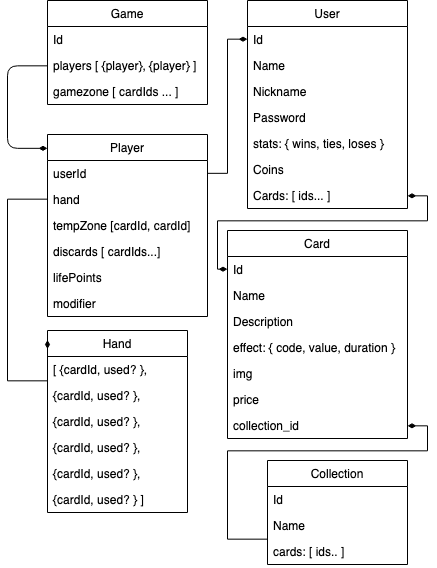 Game
Id
players [ {player}, {player} ]
gamezone [ cardIds ... ]
User
Id
Name
Nickname
Password
stats: { wins, ties, loses }
Coins
Cards: [ ids... ]
Player
userId
hand
tempZone [cardId, cardId]
discards [ cardIds...]
lifePoints
modifier
Card
Id
Name
Description
effect: { code, value, duration }
img
price
collection_id
Hand
[ {cardId, used? },
{cardId, used? },
{cardId, used? },
{cardId, used? },
{cardId, used? },
{cardId, used? } ]
Collection
Id
Name
cards: [ ids.. ]